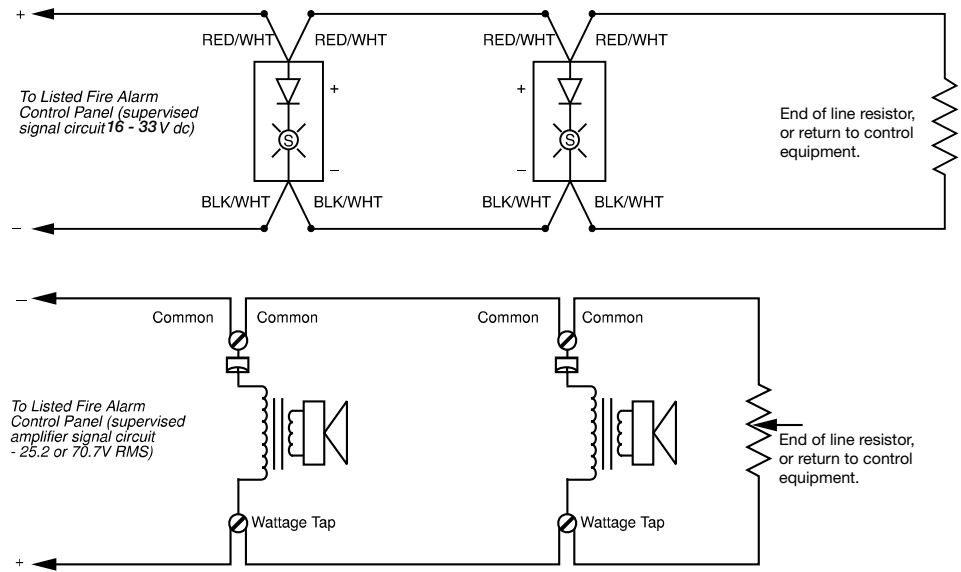 +
RED/WHT RED/WHT RED/WHT RED/WHT
To Listed Fire Alarm
Control Panel (supervised
signal circuit 16 - 33 V dc)
+ +
S S
– –
End of line resistor,
or return to control
equipment.
BLK/WHT BLK/WHT BLK/WHT BLK/WHT
–
–
Common Common Common Common
To Listed Fire Alarm
Control Panel (supervised
amplifier signal circuit
- 25.2 or 70.7V RMS)
End of line resistor,
or return to control
equipment.
Wattage Tap Wattage Tap
+